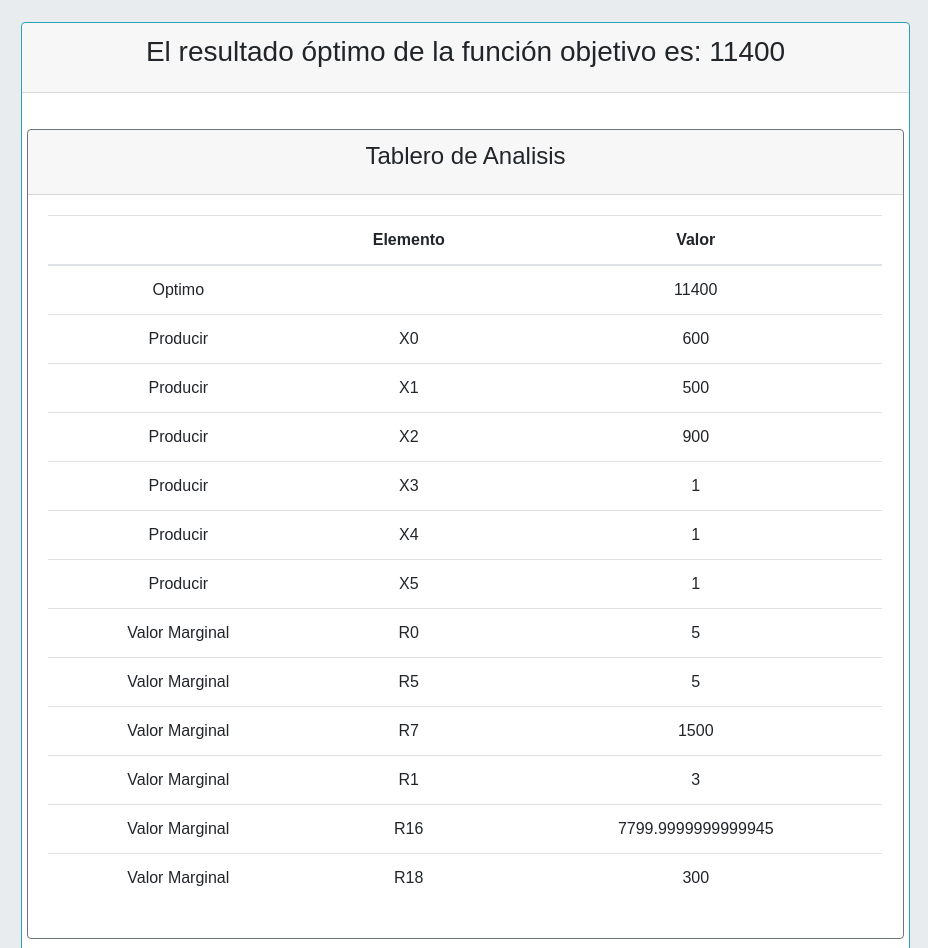 El resultado óptimo de la función objetivo es: 11400
Tablero de Analisis
Elemento Valor
Optimo 11400
Producir X0 600
Producir X1 500
Producir X2 900
Producir X3 1
Producir X4 1
Producir X5 1
Valor Marginal R0 5
Valor Marginal R5 5
Valor Marginal R7 1500
Valor Marginal R1 3
Valor Marginal R16 7799.9999999999945
Valor Marginal R18 300